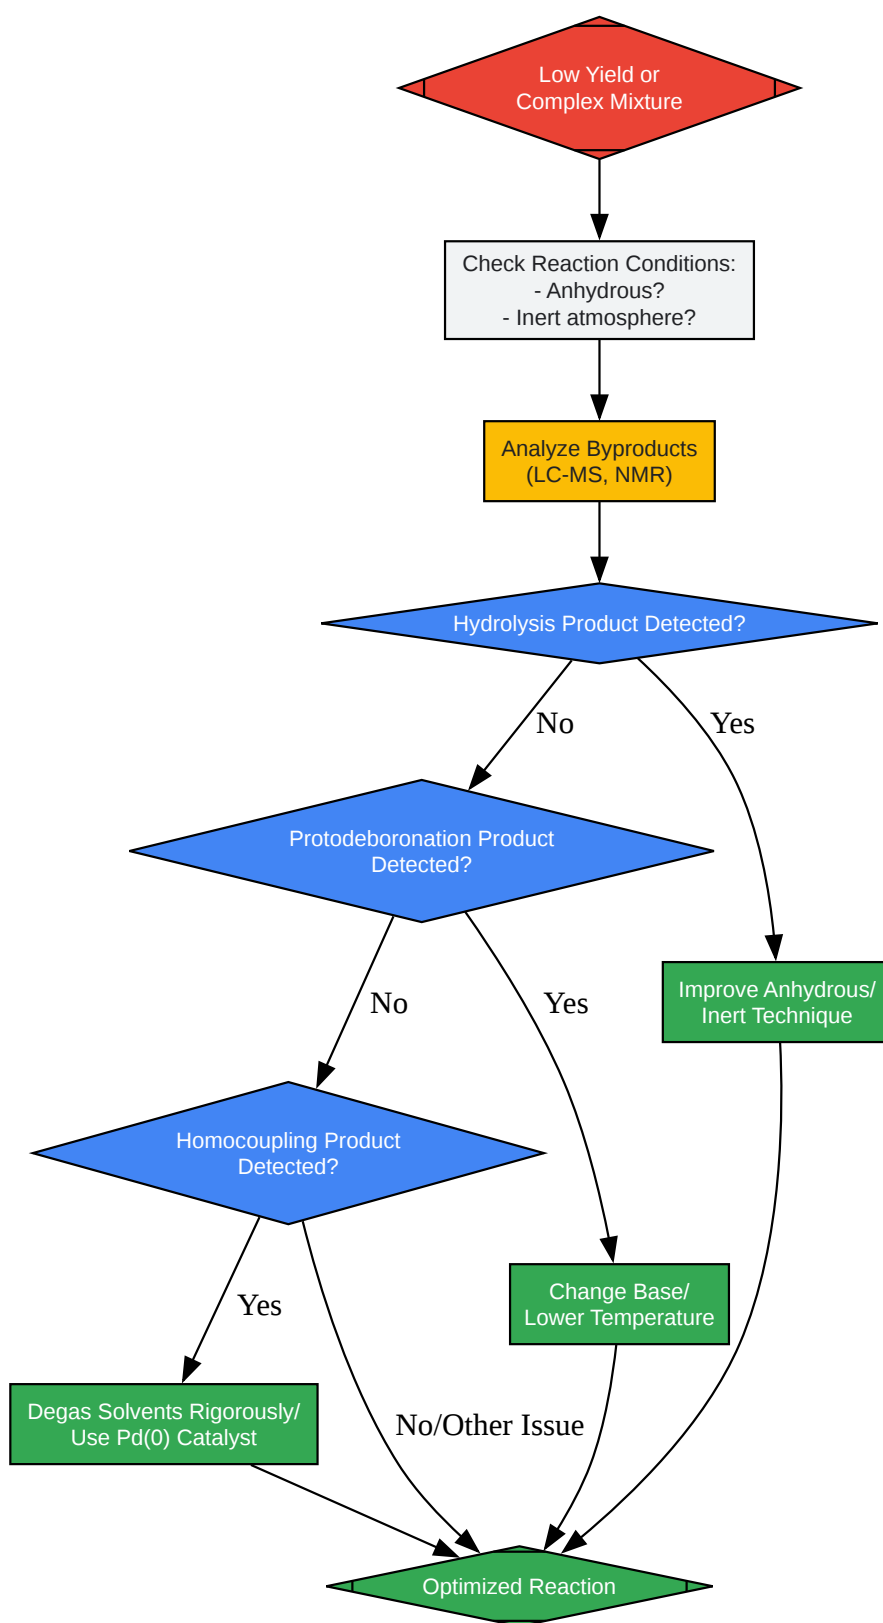 Low Yield or
Complex Mixture
Check Reaction Conditions:
- Anhydrous?
- Inert atmosphere?
Analyze Byproducts
(LC-MS, NMR)
Hydrolysis Product Detected?
No
Yes
Protodeboronation Product
Detected?
Improve Anhydrous/
Inert Technique
No
Yes
Homocoupling Product
Detected?
Change Base/
Lower Temperature
Yes
Degas Solvents Rigorously/
Use Pd(0) Catalyst
No/Other Issue
Optimized Reaction